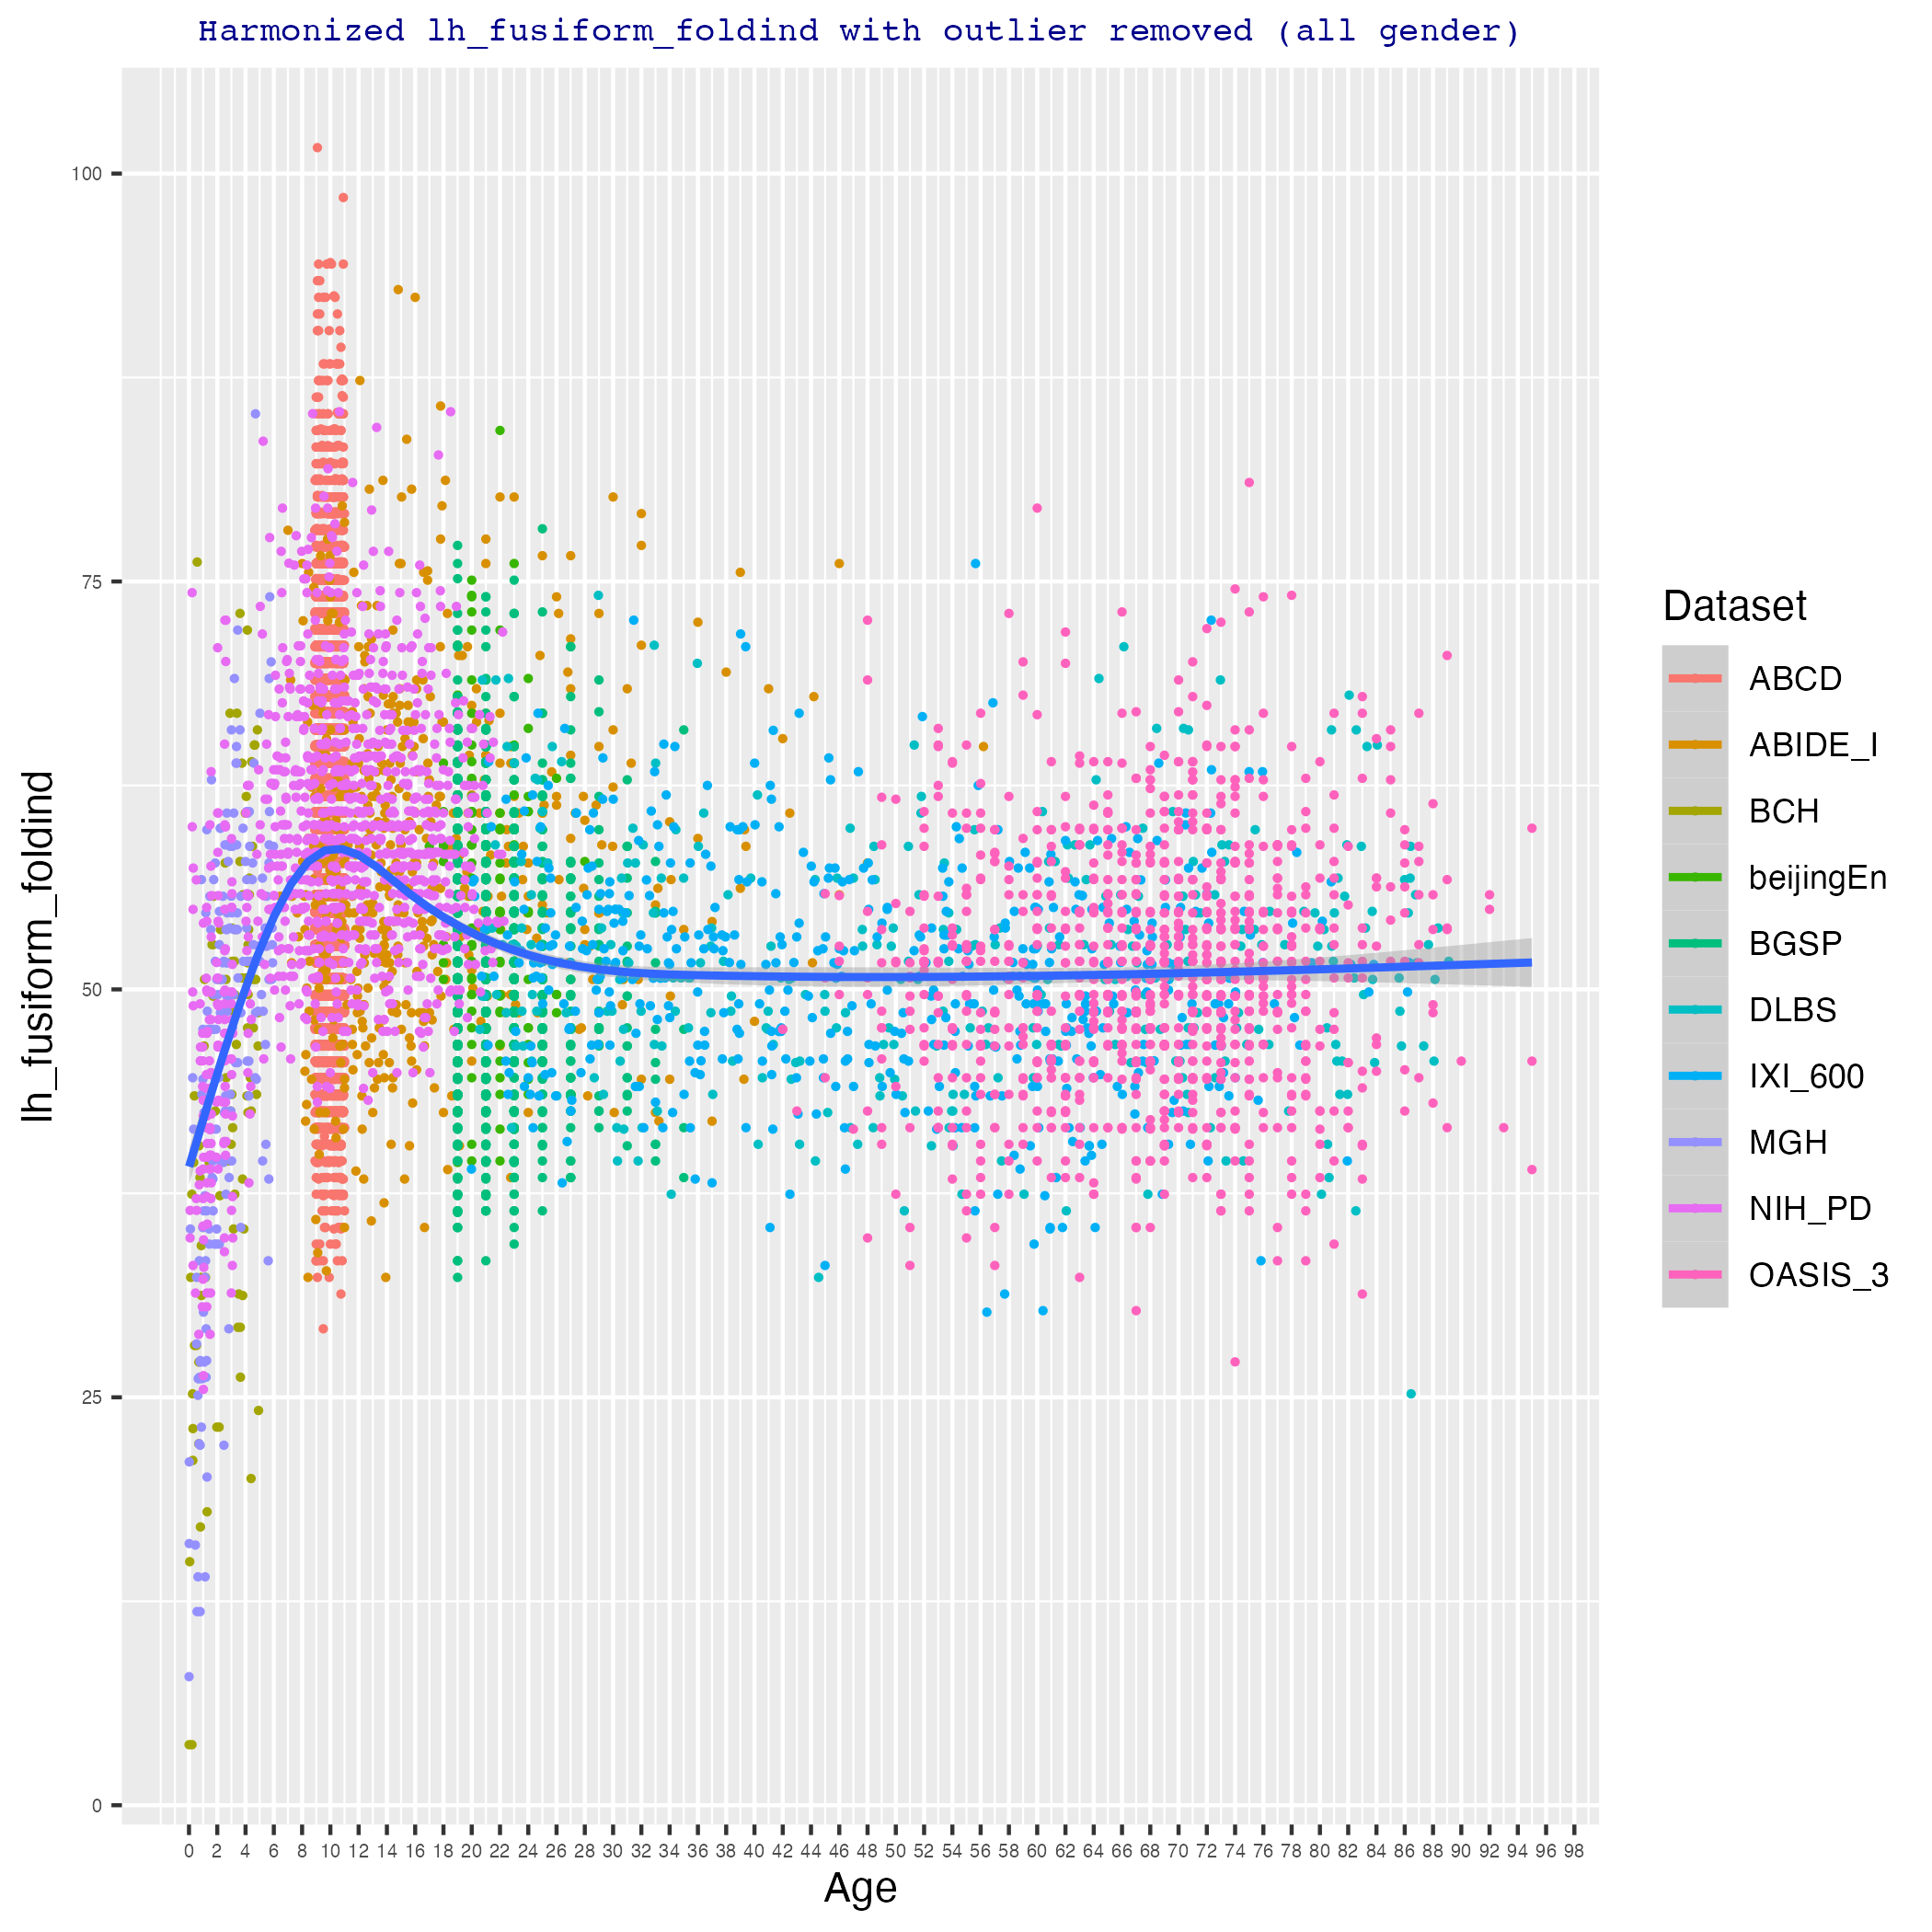 Harmonized lh_fusiform_foldind with outlier removed (all gender)
lh_fusiform_foldind
100
75
50
25
0
0 2 4 6 8 10 12 14 16 18 20 22 24 26 28 30 32 34 36 38 40 42 44 46 48 50 52 54 56 58 60 62 64 66 68 70 72 74 76 78 80 82 84 86 88 90 92 94 96 98
Age
Dataset
ABCD
ABIDE_I
BCH
beijingEn
BGSP
DLBS
IXI_600
MGH
NIH_PD
OASIS_3